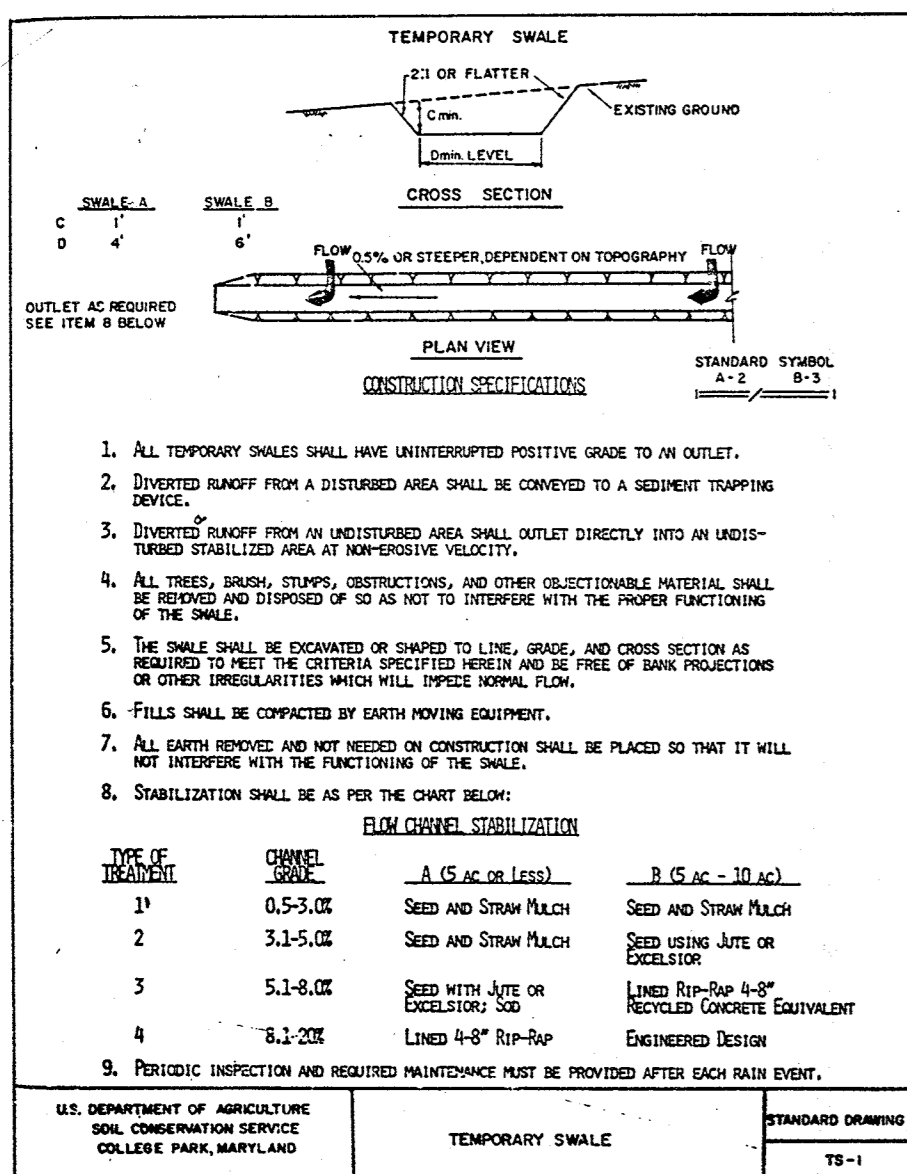 TEMPORARY SWALE
2:1 OR FLATTER
EXISTING GROUND
C min.
Dmin. LEVEL
CROSS SECTION
SWALE A SWALE B
C 1' 1'
D 4' 6'
FLOW 0.5% OR STEEPER, DEPENDENT ON TOPOGRAPHY FLOW
OUTLET AS REQUIRED
SEE ITEM 8 BELOW
PLAN VIEW
STANDARD SYMBOL
A-2 B-3
CONSTRUCTION SPECIFICATIONS
1. ALL TEMPORARY SWALES SHALL HAVE UNINTERRUPTED POSITIVE GRADE TO AN OUTLET.
2. DIVERTED RUNOFF FROM A DISTURBED AREA SHALL BE CONVEYED TO A SEDIMENT TRAPPING
DEVICE.
3. DIVERTED RUNOFF FROM AN UNDISTURBED AREA SHALL OUTLET DIRECTLY INTO AN UNDIS-
TURBED STABILIZED AREA AT NON-EROSIVE VELOCITY.
4. ALL TREES, BRUSH, STUMPS, OBSTRUCTIONS, AND OTHER OBJECTIONABLE MATERIAL SHALL
BE REMOVED AND DISPOSED OF SO AS NOT TO INTERFERE WITH THE PROPER FUNCTIONING
OF THE SWALE.
5. THE SWALE SHALL BE EXCAVATED OR SHAPED TO LINE, GRADE, AND CROSS SECTION AS
REQUIRED TO MEET THE CRITERIA SPECIFIED HEREIN AND BE FREE OF BANK PROJECTIONS
OR OTHER IRREGULARITIES WHICH WILL IMPEDE NORMAL FLOW.
6. FILLS SHALL BE COMPACTED BY EARTH MOVING EQUIPMENT.
7. ALL EARTH REMOVED AND NOT NEEDED ON CONSTRUCTION SHALL BE PLACED SO THAT IT WILL
NOT INTERFERE WITH THE FUNCTIONING OF THE SWALE.
8. STABILIZATION SHALL BE AS PER THE CHART BELOW:
FLOW CHANNEL STABILIZATION
TYPE OF CHANNEL
TREATMENT GRADE A (5 AC OR LESS) B (5 AC - 10 AC)
1 0.5-3.0% SEED AND STRAW MULCH SEED AND STRAW MULCH
2 3.1-5.0% SEED AND STRAW MULCH SEED USING JUTE OR
EXCELSIOR
3 5.1-8.0% SEED WITH JUTE OR LINED RIP-RAP 4-8"
EXCELSIOR; SOD RECYCLED CONCRETE EQUIVALENT
4 8.1-20% LINED 4-8" RIP-RAP ENGINEERED DESIGN
9. PERIODIC INSPECTION AND REQUIRED MAINTENANCE MUST BE PROVIDED AFTER EACH RAIN EVENT.
U.S. DEPARTMENT OF AGRICULTURE
SOIL CONSERVATION SERVICE
COLLEGE PARK, MARYLAND
TEMPORARY SWALE
STANDARD DRAWING
TS-1